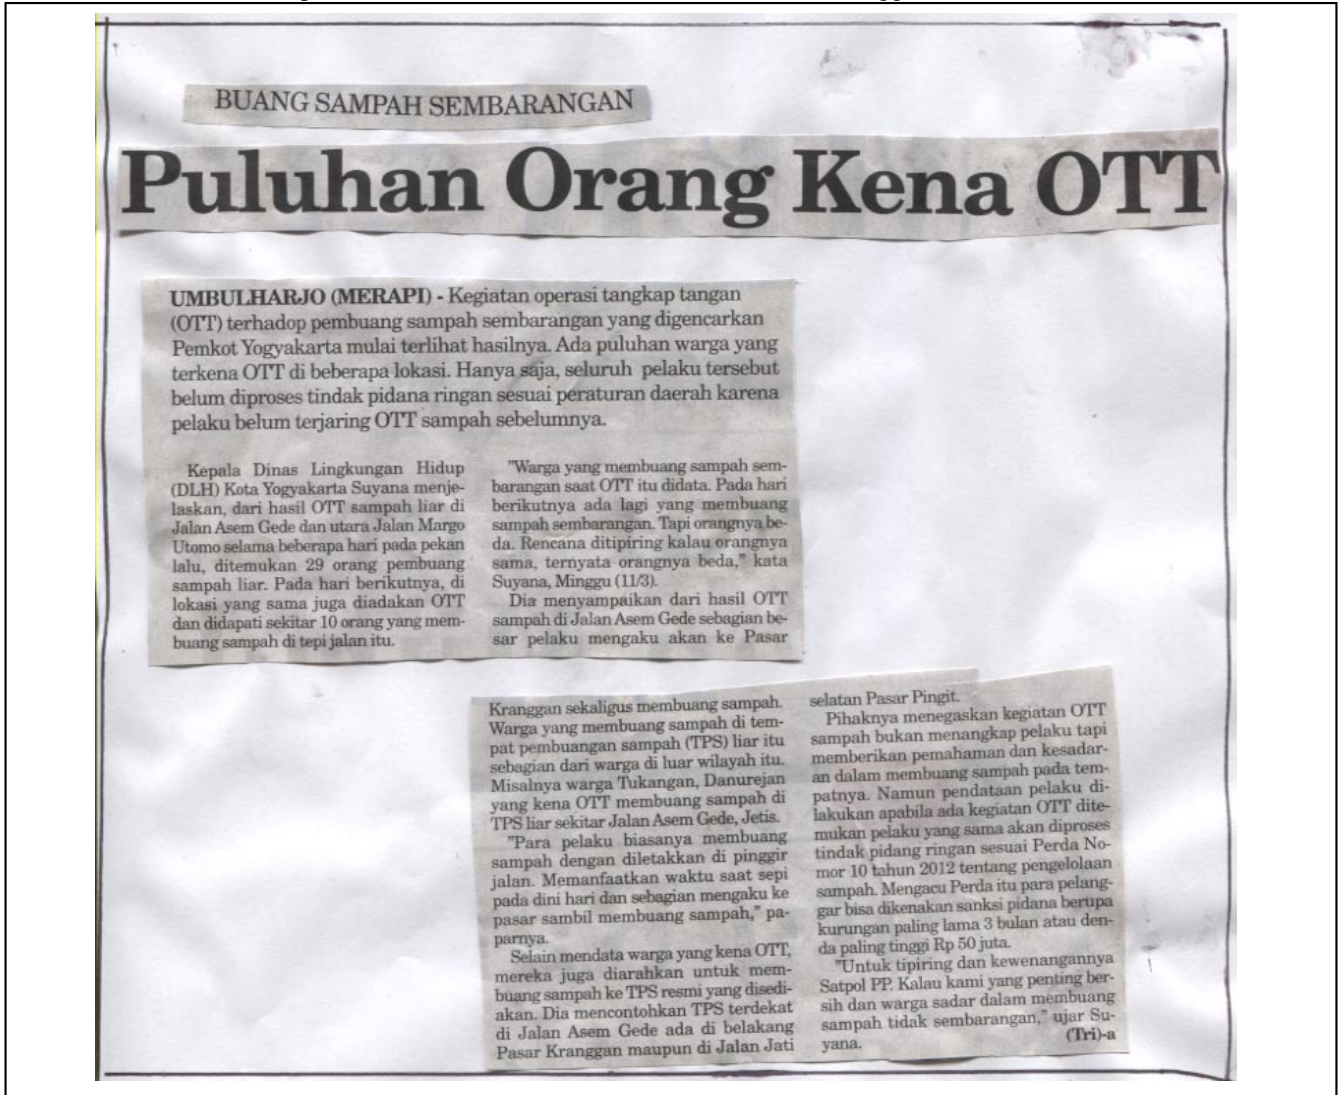 BUANG SAMPAH SEMBARANGAN
Puluhan Orang Kena OTT
UMBULHARJO (MERAPI) - Kegiatan operasi tangkap tangan
(OTT) terhadop pembuang sampah sembarangan yang digencarkan
Pemkot Yogyakarta mulai terlihat hasilnya. Ada puluhan warga yang
terkena OTT di beberapa lokasi. Hanya saja, seluruh pelaku tersebut
belum diproses tindak pidana ringan sesuai peraturan daerah karena
pelaku belum terjaring OTT sampah sebelumnya.
Kepala Dinas Lingkungan Hidup
(DLH) Kota Yogyakarta Suyana menje-
laskan, dari hasil OTT sampah liar di
Jalan Asem Gede dan utara Jalan Margo
Utomo selama beberapa hari pada pekan
lalu, ditemukan 29 orang pembuang
sampah liar. Pada hari berikutnya, di
lokasi yang sama juga diadakan OTT
dan didapati sekitar 10 orang yang mem-
buang sampah di tepi jalan itu.
"Warga yang membuang sampah sem-
barangan saat OTT itu didata. Pada hari
berikutnya ada lagi yang membuang
sampah sembarangan. Tapi orangnya be-
da. Rencana ditipiring kalau orangnya
sama, ternyata orangnya beda," kata
Suyana, Minggu (11/3).
Dia menyampaikan dari hasil OTT
sampah di Jalan Asem Gede sebagian be-
sar pelaku mengaku akan ke Pasar
Kranggan sekaligus membuang sampah.
Warga yang membuang sampah di tem-
pat pembuangan sampah (TPS) liar itu
sebagian dari warga di luar wilayah itu.
Misalnya warga Tukangan, Danurejan
yang kena OTT membuang sampah di
TPS liar sekitar Jalan Asem Gede, Jetis.
"Para pelaku biasanya membuang
sampah dengan diletakkan di pinggir
jalan. Memanfaatkan waktu saat sepi
pada dini hari dan sebagian mengaku ke
pasar sambil membuang sampah," pa-
parnya.
Selain mendata warga yang kena OTT,
mereka juga diarahkan untuk mem-
buang sampah ke TPS resmi yang disedi-
akan. Dia mencontohkan TPS terdekat
di Jalan Asem Gede ada di belakang
Pasar Kranggan maupun di Jalan Jati
selatan Pasar Pingit.
Pihaknya menegaskan kegiatan OTT
sampah bukan menangkap pelaku tapi
memberikan pemahaman dan kesadar-
an dalam membuang sampah pada tem-
patnya. Namun pendataan pelaku di-
lakukan apabila ada kegiatan OTT dite-
mukan pelaku yang sama akan diproses
tindak pidang ringan sesuai Perda No-
mor 10 tahun 2012 tentang pengelolaan
sampah. Mengacu Perda itu para pelang-
gar bisa dikenakan sanksi pidana berupa
kurungan paling lama 3 bulan atau den-
da paling tinggi Rp 50 juta.
"Untuk tipiring dan kewenangannya
Satpol PP. Kalau kami yang penting ber-
sih dan warga sadar dalam membuang
sampah tidak sembarangan," ujar Su-
yana. (Tri)-a